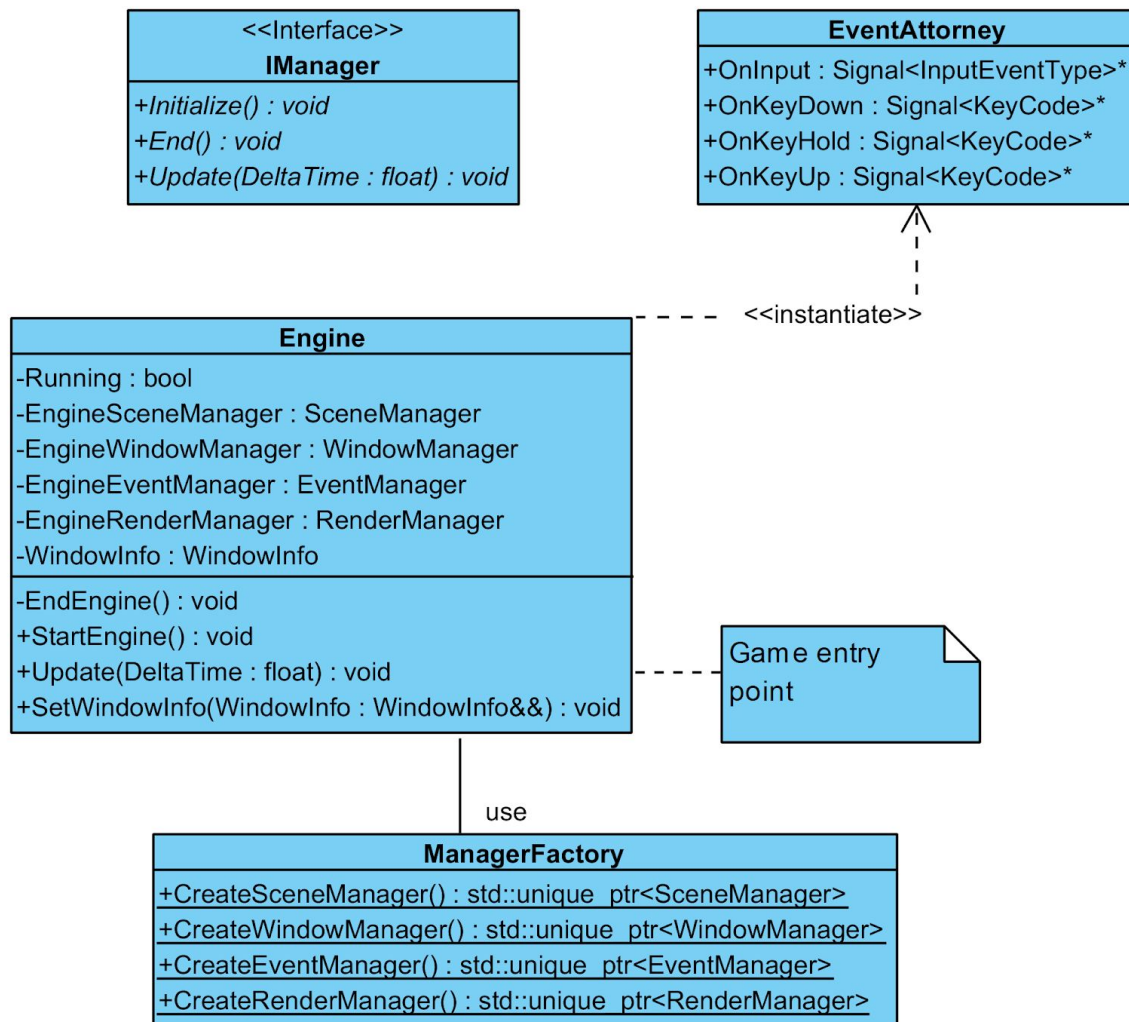 <<Interface>>
IManager
+Initialize() : void
+End() : void
+Update(DeltaTime : float) : void
EventAttorney
+OnInput : Signal<InputEventType>*
+OnKeyDown : Signal<KeyCode>*
+OnKeyHold : Signal<KeyCode>*
+OnKeyUp : Signal<KeyCode>*
<<instantiate>>
Engine
-Running : bool
-EngineSceneManager : SceneManager
-EngineWindowManager : WindowManager
-EngineEventManager : EventManager
-EngineRenderManager : RenderManager
-WindowInfo : WindowInfo
-EndEngine() : void
+StartEngine() : void
+Update(DeltaTime : float) : void
+SetWindowInfo(WindowInfo : WindowInfo&&) : void
Game entry
point
use
ManagerFactory
+CreateSceneManager() : std::unique_ptr<SceneManager>
+CreateWindowManager() : std::unique_ptr<WindowManager>
+CreateEventManager() : std::unique_ptr<EventManager>
+CreateRenderManager() : std::unique_ptr<RenderManager>